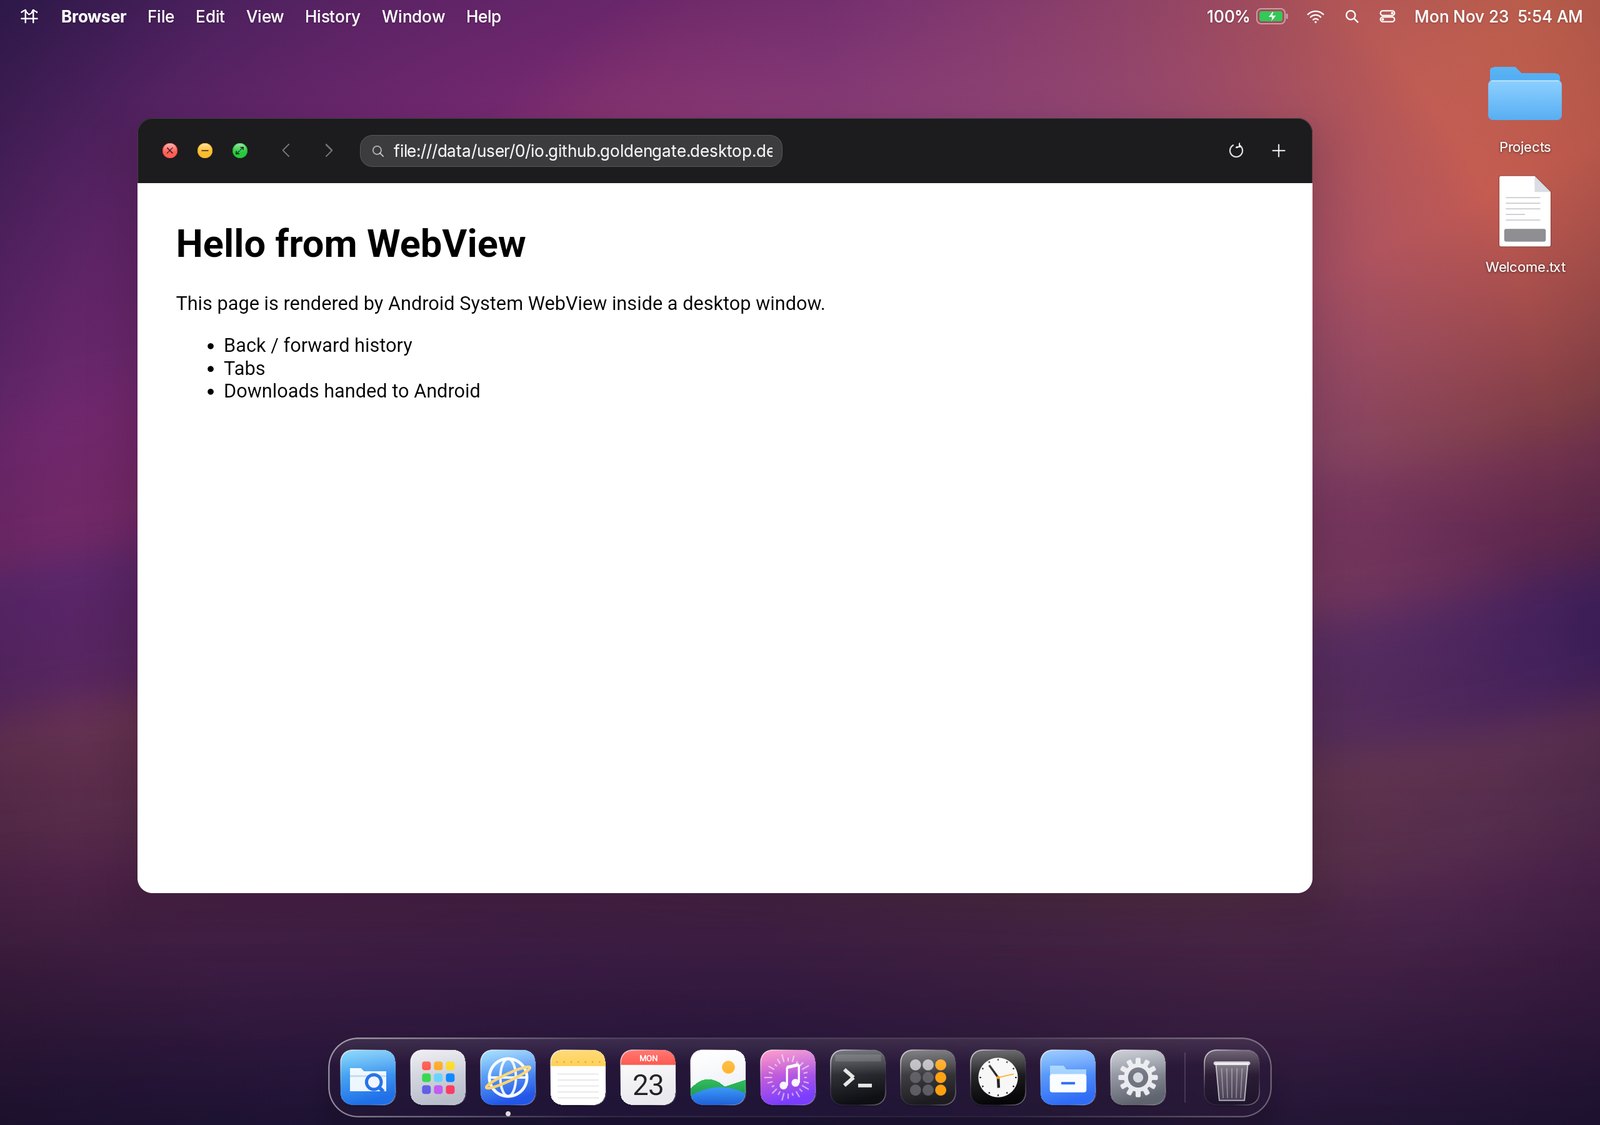 Browser File Edit View History Window Help
100% Mon Nov 23 5:54 AM
file:///data/user/0/io.github.goldengate.desktop.de
Projects
Welcome.txt
Hello from WebView
This page is rendered by Android System WebView inside a desktop window.
Back / forward history
Tabs
Downloads handed to Android
MON
23